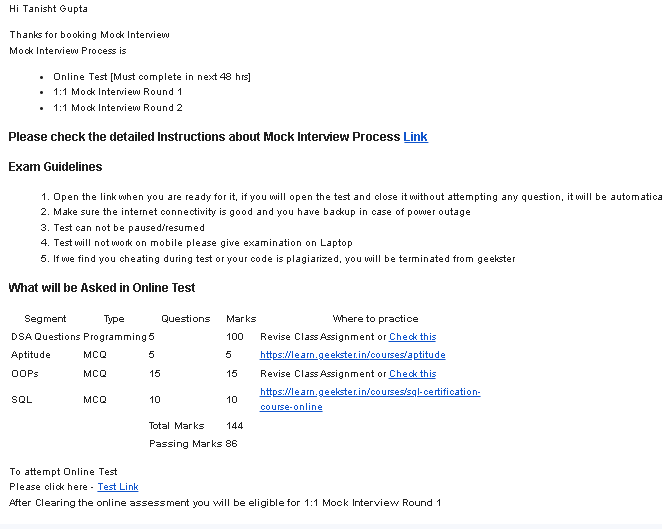 Hi Tanisht Gupta
Thanks for booking Mock Interview
Mock Interview Process is
• Online Test [Must complete in next 48 hrs]
• 1:1 Mock Interview Round 1
• 1:1 Mock Interview Round 2
Please check the detailed Instructions about Mock Interview Process Link
Exam Guidelines
1. Open the link when you are ready for it, if you will open the test and close it without attempting any question, it will be
2. Make sure the internet connectivity is good and you have backup in case of power outage
3. Test can not be paused/resumed
4. Test will not work on mobile please give examination on Laptop
5. If we find you cheating during test or your code is plagiarized, you will be terminated from geekster
What will be Asked in Online Test
Segment Type Questions Marks Where to practice
DSA Questions Programming 5 100 Revise Class Assignment or Check this
Aptitude MCQ 5 5 https://learn.geekster.in/courses/aptitude
OOPs MCQ 15 15 Revise Class Assignment or Check this
SQL MCQ 10 10 https://learn.geekster.in/courses/sql-certification-
course-online
Total Marks 144
Passing Marks 86
To attempt Online Test
Please click here - Test Link
After Clearing the online assessment you will be eligible for 1:1 Mock Interview Round 1